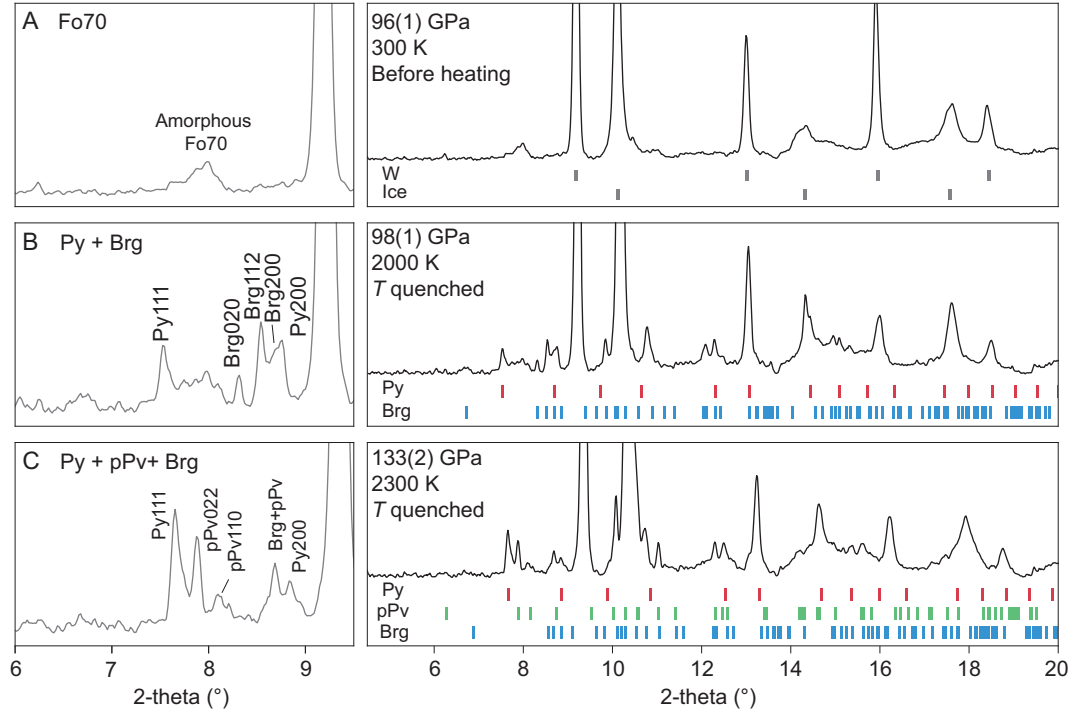 A Fo70
Amorphous
Fo70
96(1) GPa
300 K
Before heating
W
Ice
B Py + Brg
Py111
Brg020
Brg112
Brg200
Py200
98(1) GPa
2000 K
T quenched
Py
Brg
C Py + pPv+ Brg
Py111
pPv022
pPv110
Brg+pPv
Py200
133(2) GPa
2300 K
T quenched
Py
pPv
Brg
6 7 8 9
2-theta (°)
6 8 10 12 14 16 18 20
2-theta (°)